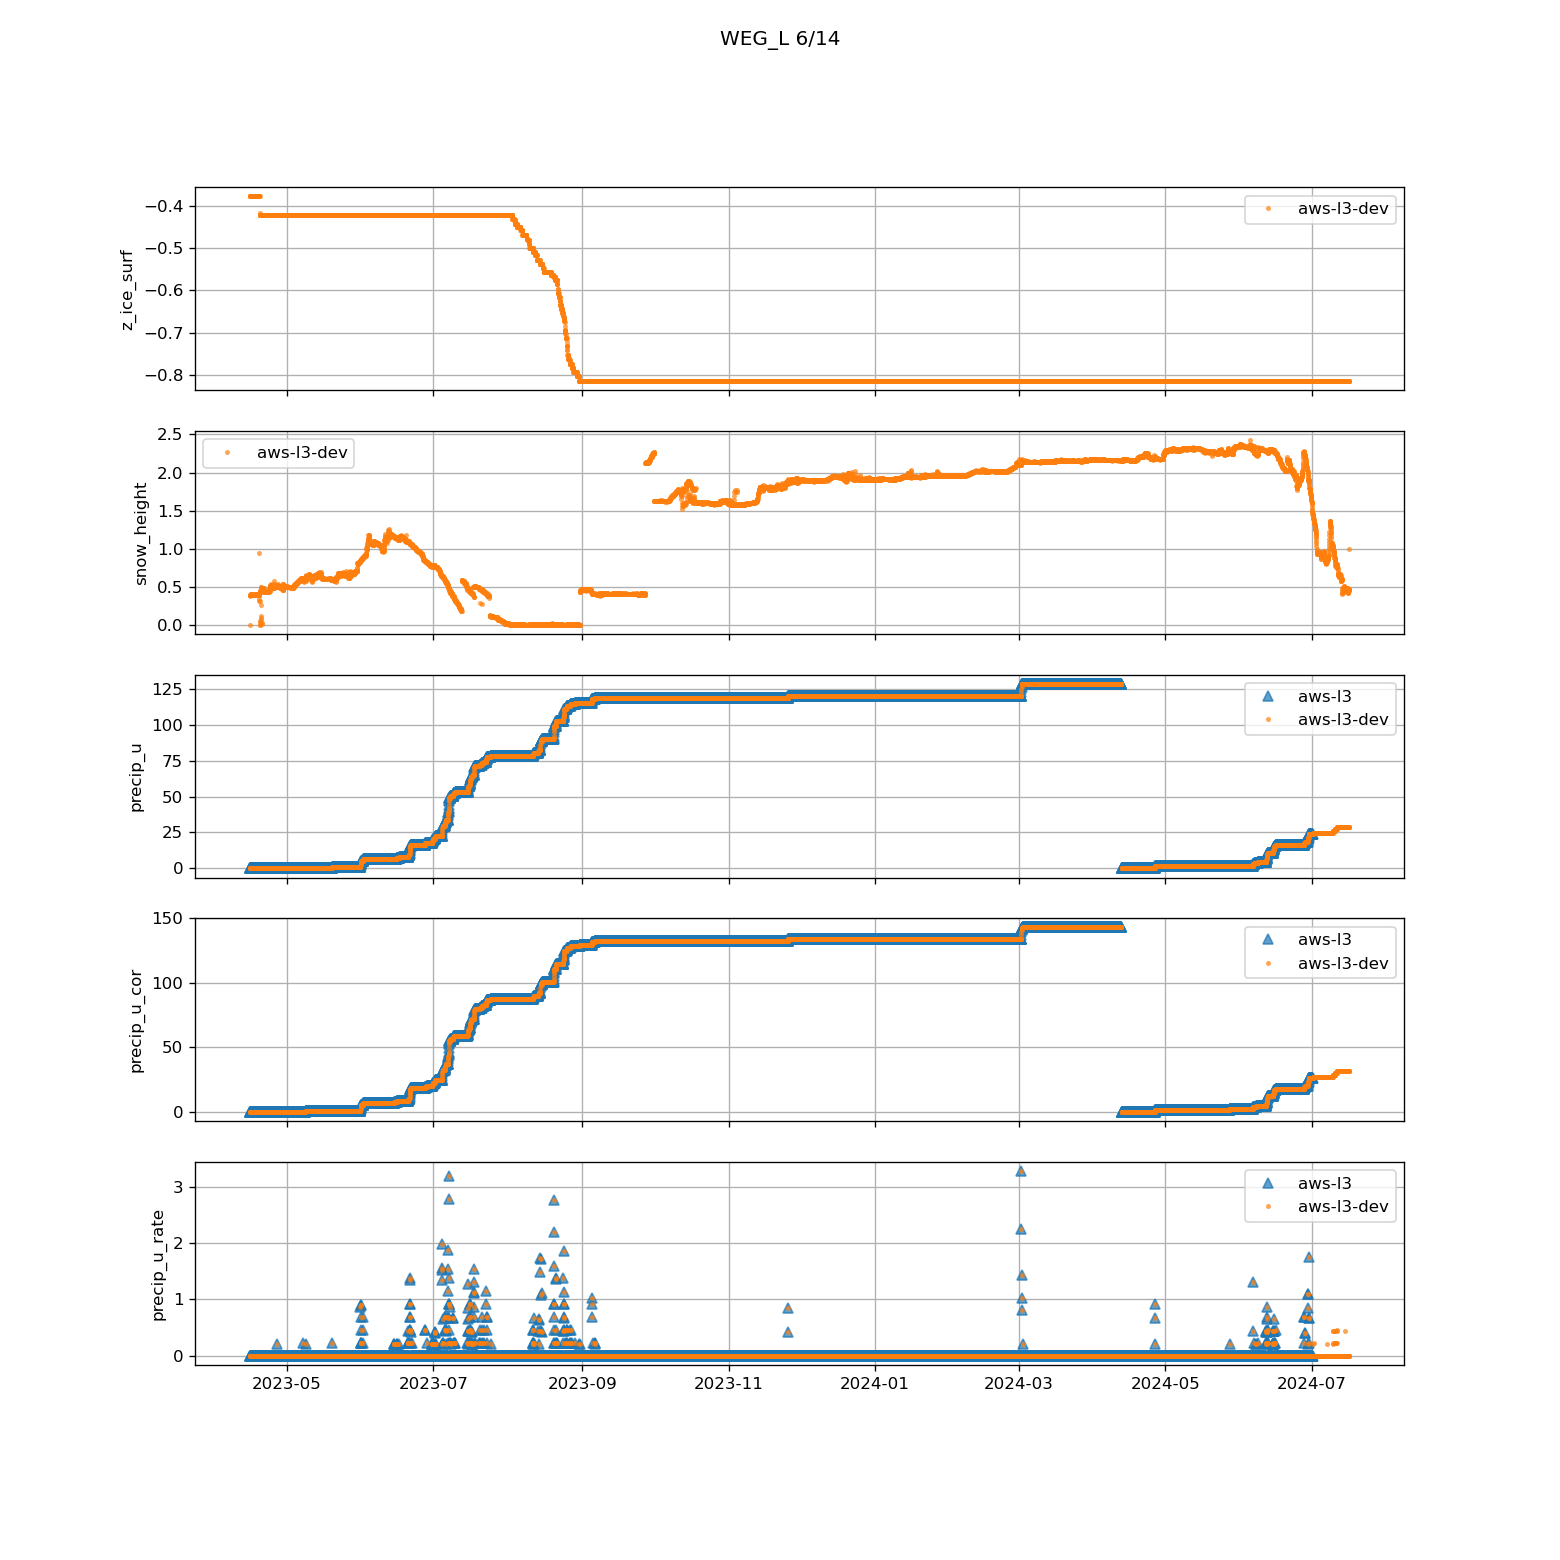 WEG_L 6/14
z_ice_surf
−0.4
−0.5
−0.6
−0.7
−0.8
aws-l3-dev
snow_height
2.5
2.0
1.5
1.0
0.5
0.0
aws-l3-dev
precip_u
125
100
75
50
25
0
aws-l3
aws-l3-dev
precip_u_cor
150
100
50
0
aws-l3
aws-l3-dev
precip_u_rate
3
2
1
0
aws-l3
aws-l3-dev
2023-05 2023-07 2023-09 2023-11 2024-01 2024-03 2024-05 2024-07